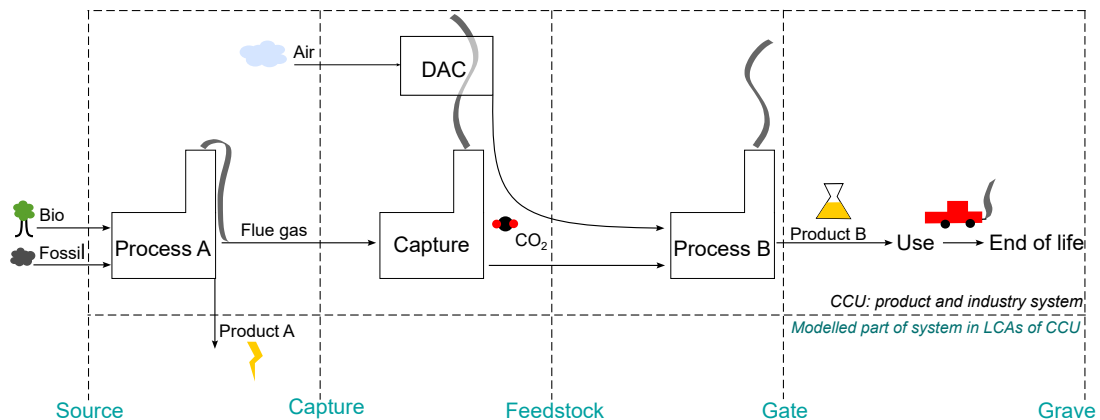 Air
DAC
Bio
Fossil
Process A
Flue gas
Capture
CO₂
Process B
Product B
Use
End of life
CCU: product and industry system
Modelled part of system in LCAs of CCU
Product A
Source
Capture
Feedstock
Gate
Grave